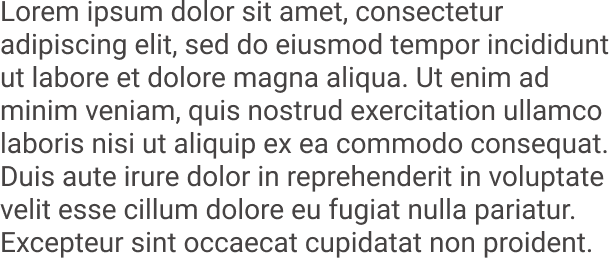 Lorem ipsum dolor sit amet, consectetur
adipiscing elit, sed do eiusmod tempor incididunt
ut labore et dolore magna aliqua. Ut enim ad
minim veniam, quis nostrud exercitation ullamco
laboris nisi ut aliquip ex ea commodo consequat.
Duis aute irure dolor in reprehenderit in voluptate
velit esse cillum dolore eu fugiat nulla pariatur.
Excepteur sint occaecat cupidatat non proident.